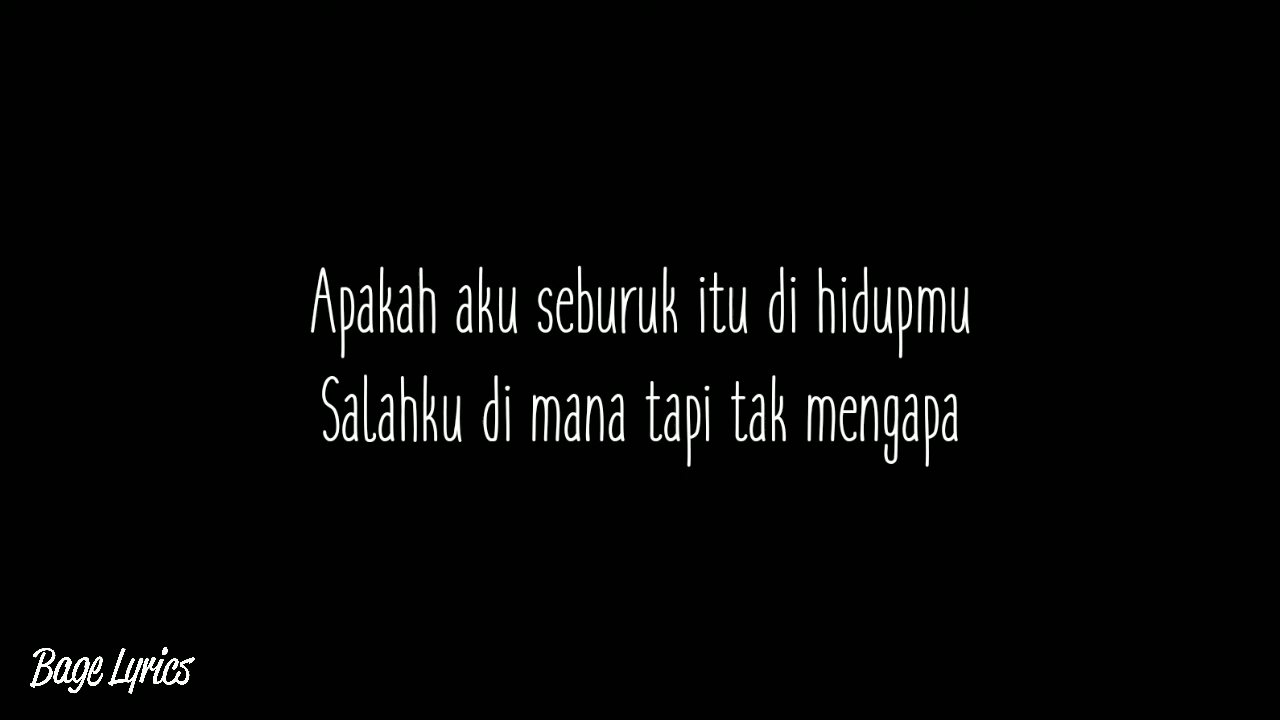 Apakah aku seburuk itu di hidupmu
Salahku di mana tapi tak mengapa
Bage Lyrics